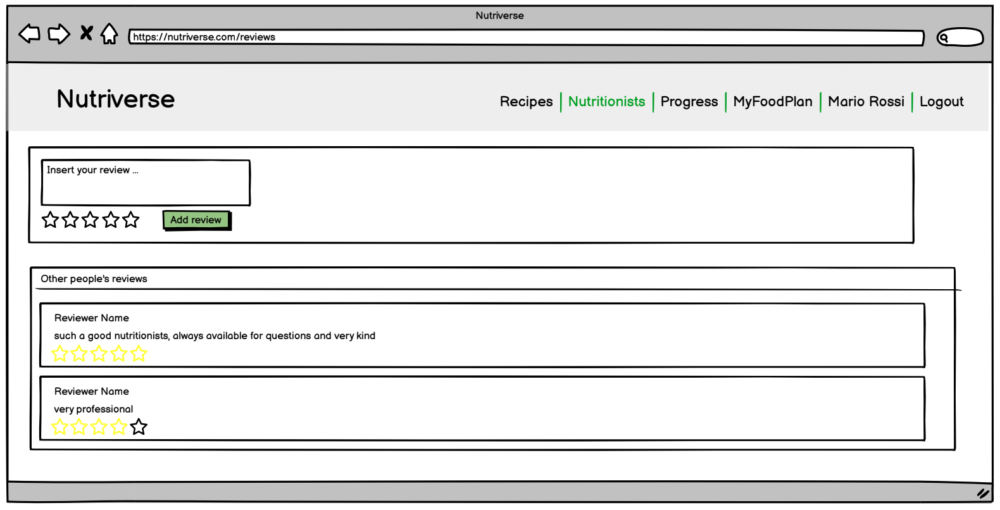 Nutriverse
https://nutriverse.com/reviews
Nutriverse
Recipes Nutritionists Progress MyFoodPlan Mario Rossi Logout
Insert your review ...
Add review
Other people's reviews
Reviewer Name
such a good nutritionists, always available for questions and very kind
Reviewer Name
very professional